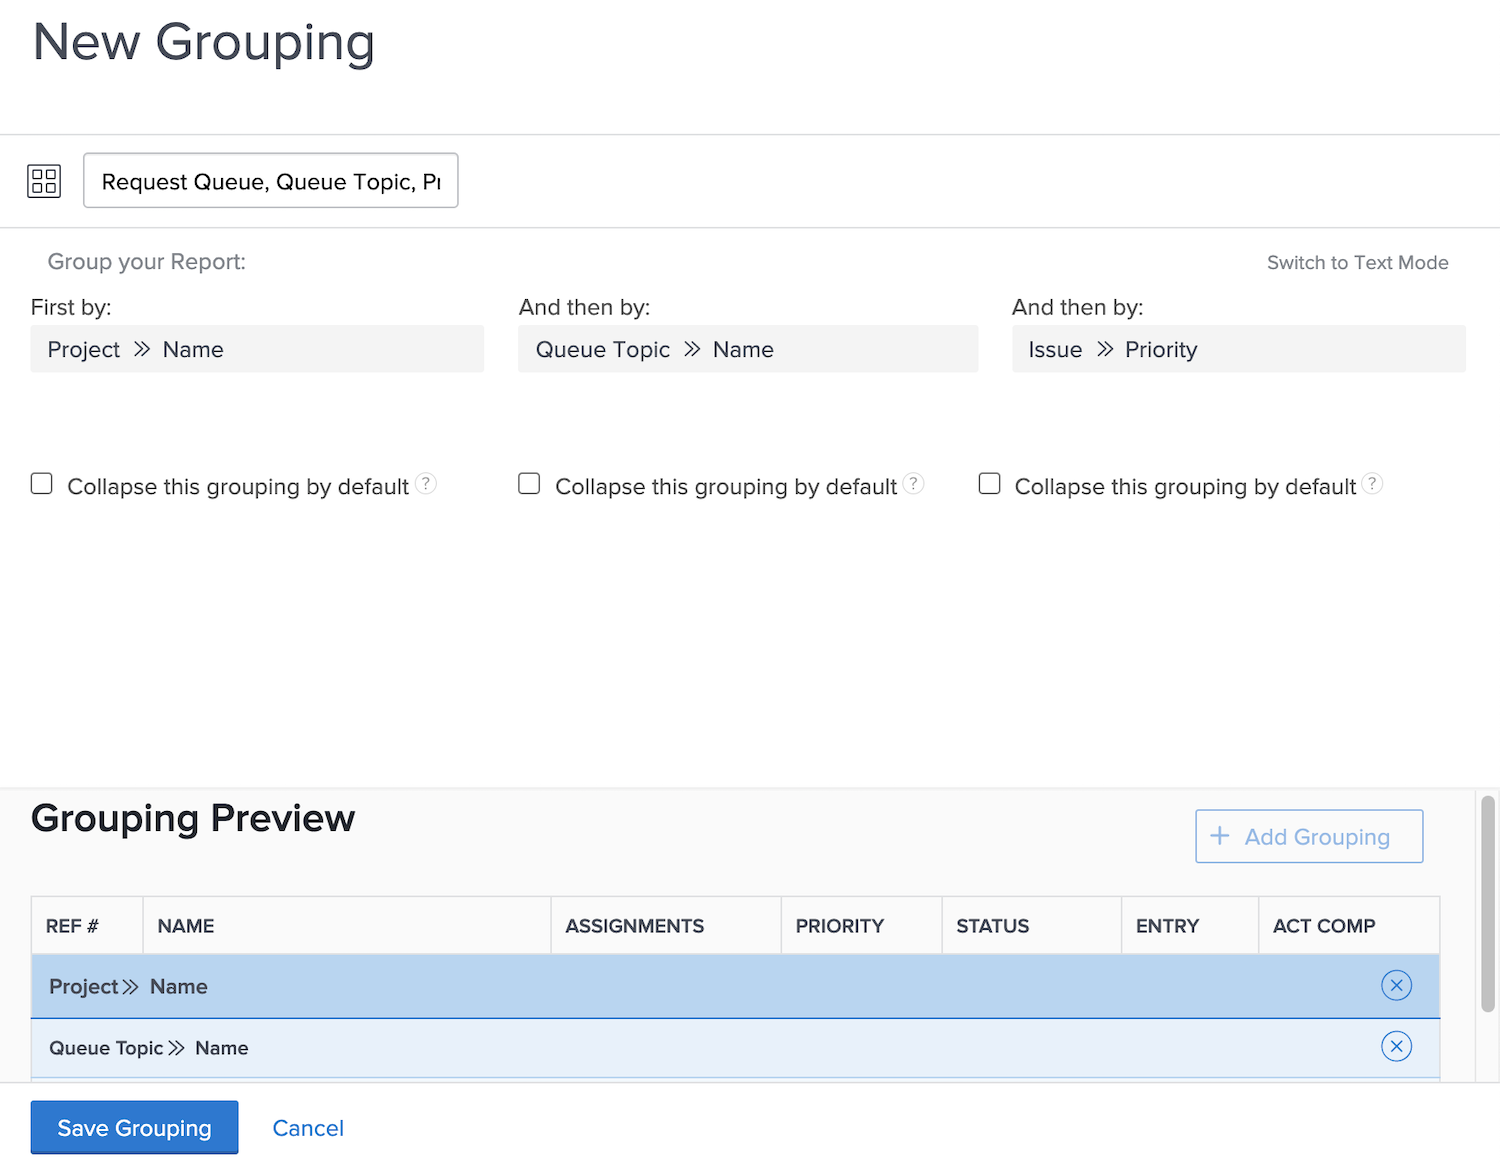 New Grouping
Request Queue, Queue Topic, Pr
Group your Report:
Switch to Text Mode
First by:
And then by:
And then by:
Project » Name
Queue Topic » Name
Issue » Priority
Collapse this grouping by default ?
Collapse this grouping by default ?
Collapse this grouping by default ?
Grouping Preview
+ Add Grouping
REF # NAME ASSIGNMENTS PRIORITY STATUS ENTRY ACT COMP
Project » Name
Queue Topic » Name
Save Grouping Cancel